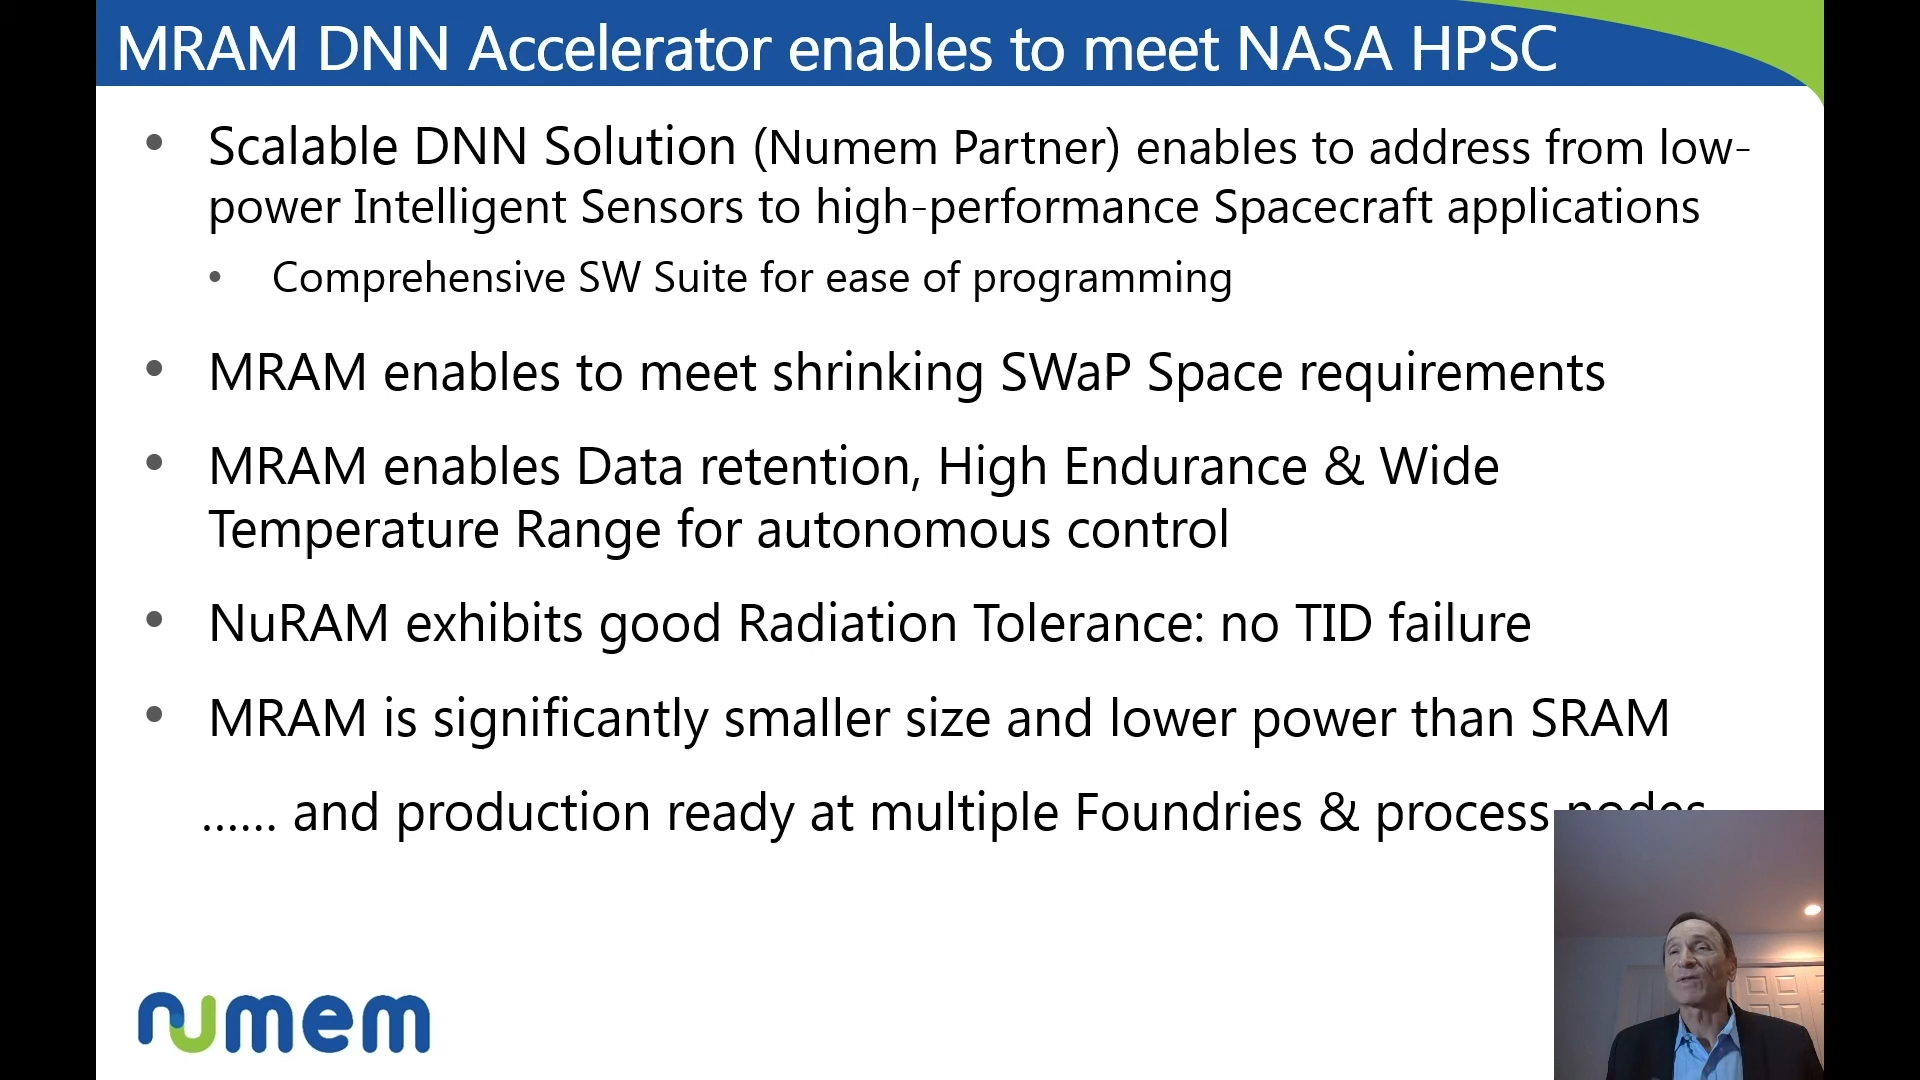 MRAM DNN Accelerator enables to meet NASA HPSC
• Scalable DNN Solution (Numem Partner) enables to address from low-
power Intelligent Sensors to high-performance Spacecraft applications
• Comprehensive SW Suite for ease of programming
• MRAM enables to meet shrinking SWaP Space requirements
• MRAM enables Data retention, High Endurance & Wide
Temperature Range for autonomous control
• NuRAM exhibits good Radiation Tolerance: no TID failure
• MRAM is significantly smaller size and lower power than SRAM
...... and production ready at multiple Foundries & process nodes
numem